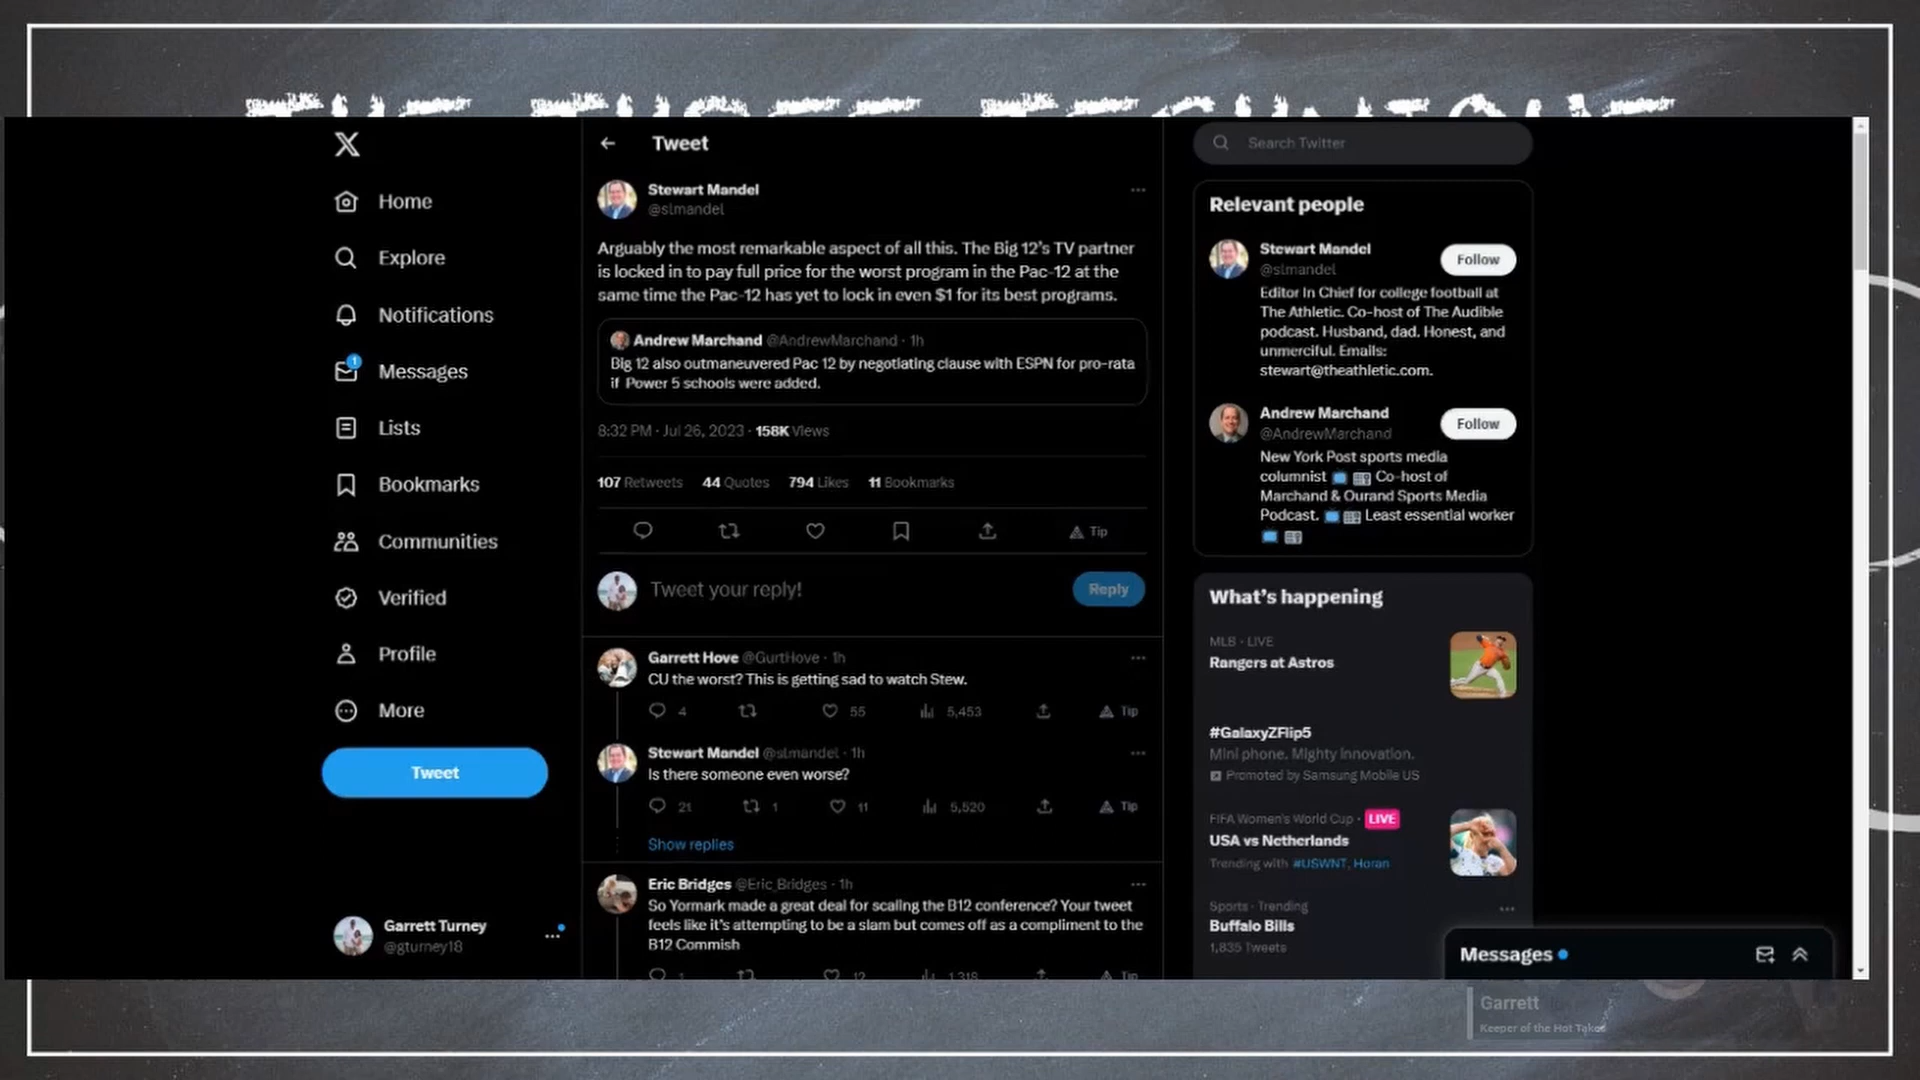 Tweet
Search Twitter
Stewart Mandel
@slmandel
Arguably the most remarkable aspect of all this. The Big 12's TV partner
is locked in to pay full price for the worst program in the Pac-12 at the
same time the Pac-12 has yet to lock in even $1 for its best programs.
Andrew Marchand @AndrewMarchand · 1h
Big 12 also outmaneuvered Pac 12 by negotiating clause with ESPN for pro-rata
if Power 5 schools were added.
8:32 PM · Jul 26, 2023 · 158K Views
107 Retweets 44 Quotes 794 Likes 11 Bookmarks
Tip
Tweet your reply!
Reply
Garrett Hove @GurtHove · 1h
CU the worst? This is getting sad to watch Stew.
4 55 5,453 Tip
Stewart Mandel @slmandel · 1h
Is there someone even worse?
21 1 11 5,520 Tip
Show replies
Eric Bridges @Eric_Bridges · 1h
So Yormark made a great deal for scaling the B12 conference? Your tweet
feels like it's attempting to be a slam but comes off as a compliment to the
B12 Commish
1 12 1,318 Tip
Home
Explore
Notifications
1
Messages
Lists
Bookmarks
Communities
Verified
Profile
More
Tweet
Garrett Turney
@gturney18
Relevant people
Stewart Mandel
@slmandel
Follow
Editor in Chief for college football at
The Athletic. Co-host of The Audible
podcast. Husband, dad. Honest, and
unmerciful. Emails:
stewart@theathletic.com.
Andrew Marchand
@AndrewMarchand
Follow
New York Post sports media
columnist Co-host of
Marchand & Ourand Sports Media
Podcast. Least essential worker
What's happening
MLB · LIVE
Rangers at Astros
#GalaxyZFlip5
Mini phone. Mighty innovation.
Promoted by Samsung Mobile US
FIFA Women's World Cup · LIVE
USA vs Netherlands
Trending with #USWNT, Horan
Sports · Trending
Buffalo Bills
1,835 Tweets
Messages
Garrett
Keeper of the Hot Takes